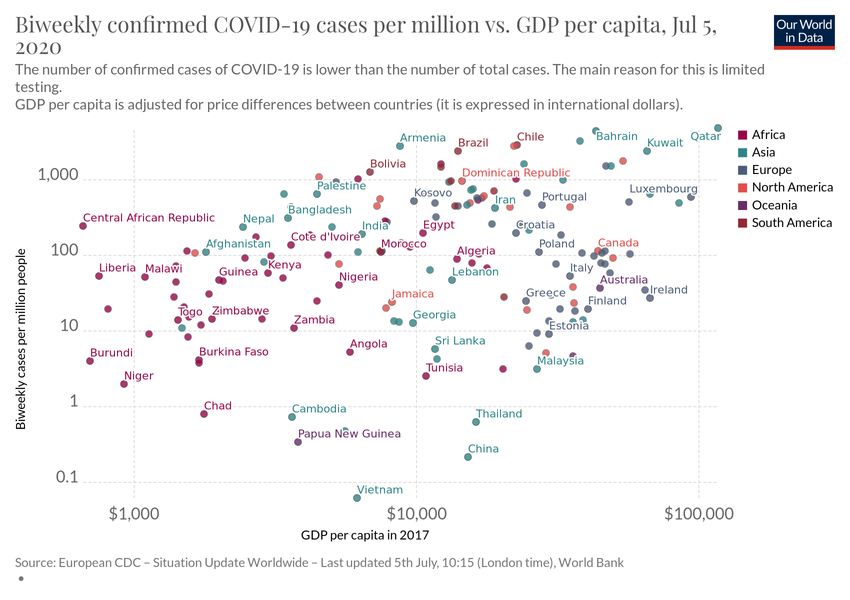 Biweekly confirmed COVID-19 cases per million vs. GDP per capita, Jul 5,
2020
Our World
in Data
The number of confirmed cases of COVID-19 is lower than the number of total cases. The main reason for this is limited
testing.
GDP per capita is adjusted for price differences between countries (it is expressed in international dollars).
Biweekly cases per million people
1,000
100
10
1
0.1
Armenia
Brazil
Chile
Bahrain
Kuwait
Qatar
Bolivia
Dominican Republic
Palestine
Kosovo
Iran
Portugal
Luxembourg
Central African Republic
Nepal
Bangladesh
India
Egypt
Croatia
Afghanistan
Cote d'Ivoire
Morocco
Algeria
Poland
Canada
Liberia
Malawi
Guinea
Kenya
Nigeria
Lebanon
Italy
Australia
Ireland
Jamaica
Greece
Finland
Togo
Zimbabwe
Zambia
Georgia
Estonia
Burundi
Burkina Faso
Angola
Sri Lanka
Malaysia
Niger
Tunisia
Chad
Cambodia
Thailand
Papua New Guinea
China
Vietnam
$1,000
$10,000
$100,000
GDP per capita in 2017
Africa
Asia
Europe
North America
Oceania
South America
Source: European CDC – Situation Update Worldwide – Last updated 5th July, 10:15 (London time), World Bank